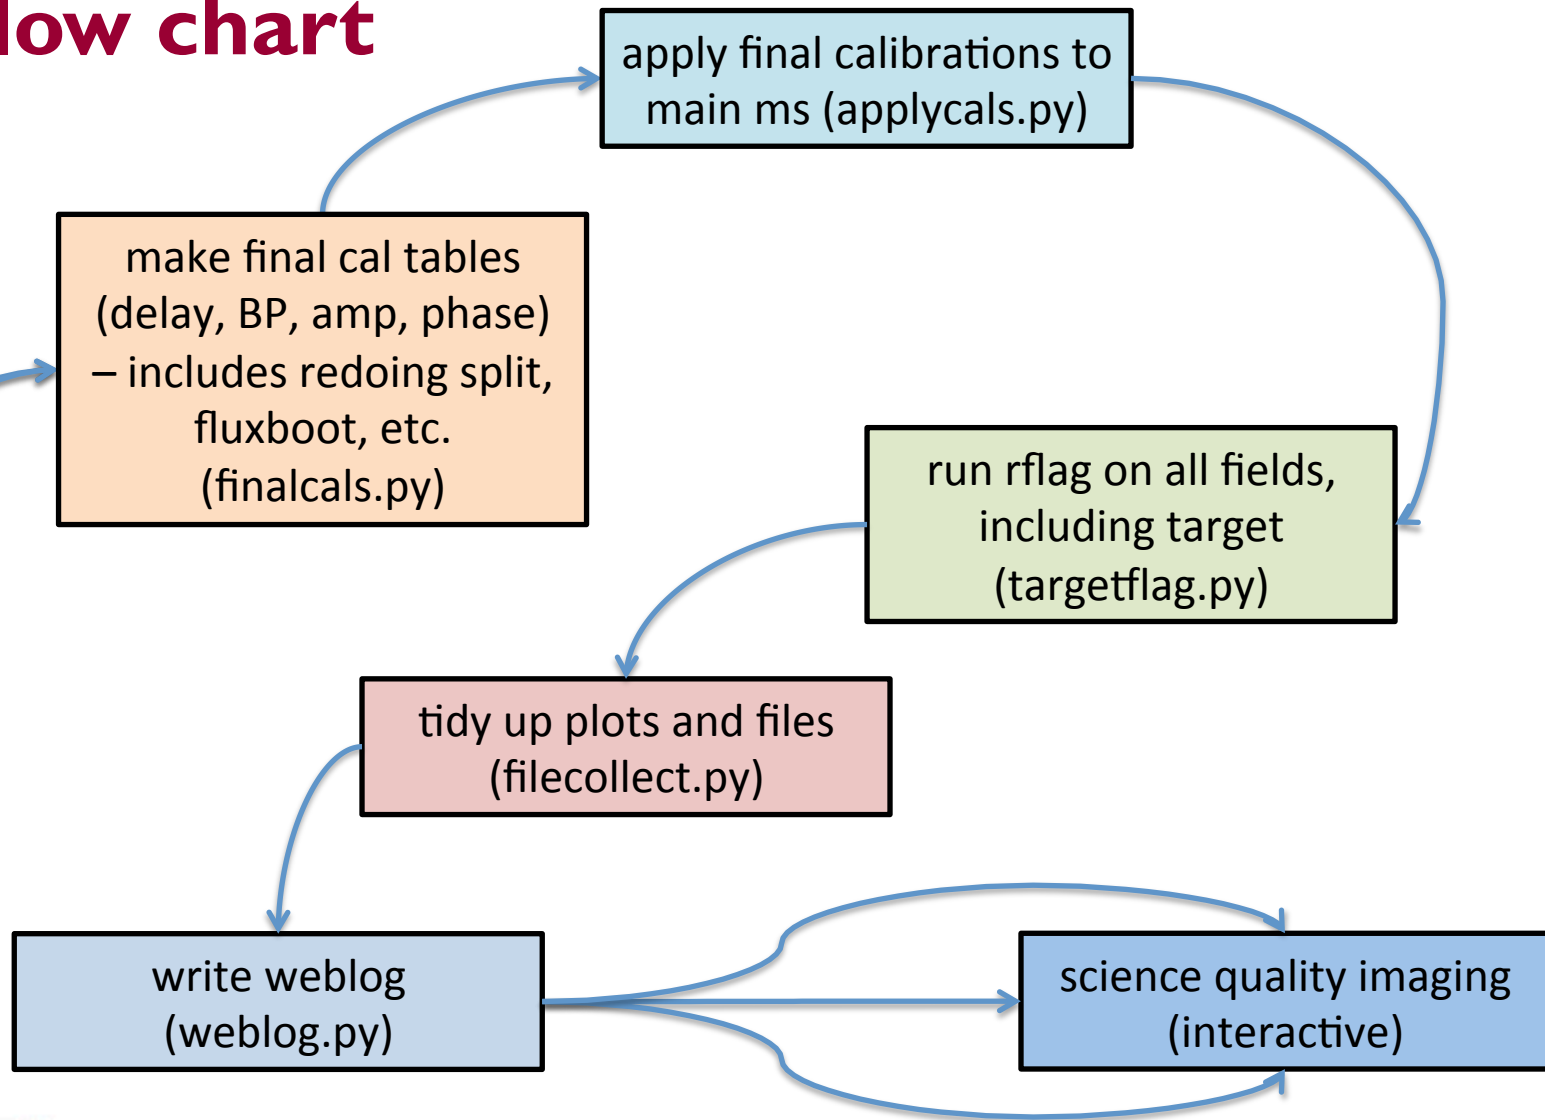 low chart
apply final calibrations to
main ms (applycals.py)
make final cal tables
(delay, BP, amp, phase)
– includes redoing split,
fluxboot, etc.
(finalcals.py)
run rflag on all fields,
including target
(targetflag.py)
tidy up plots and files
(filecollect.py)
write weblog
(weblog.py)
science quality imaging
(interactive)